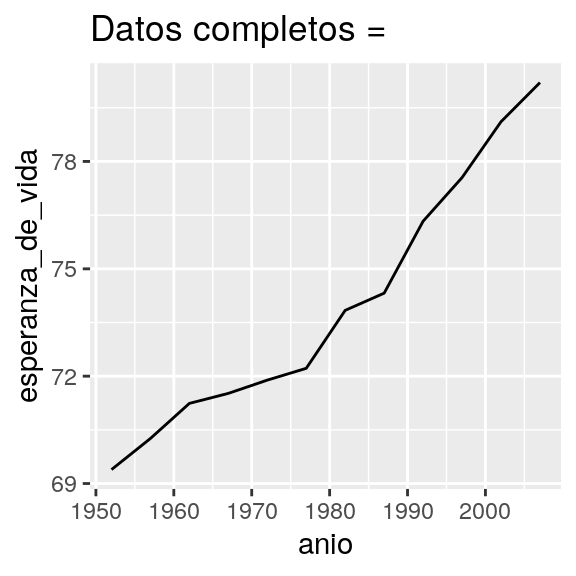 Datos completos =
esperanza_de_vida
78
75
72
69
1950 1960 1970 1980 1990 2000
anio